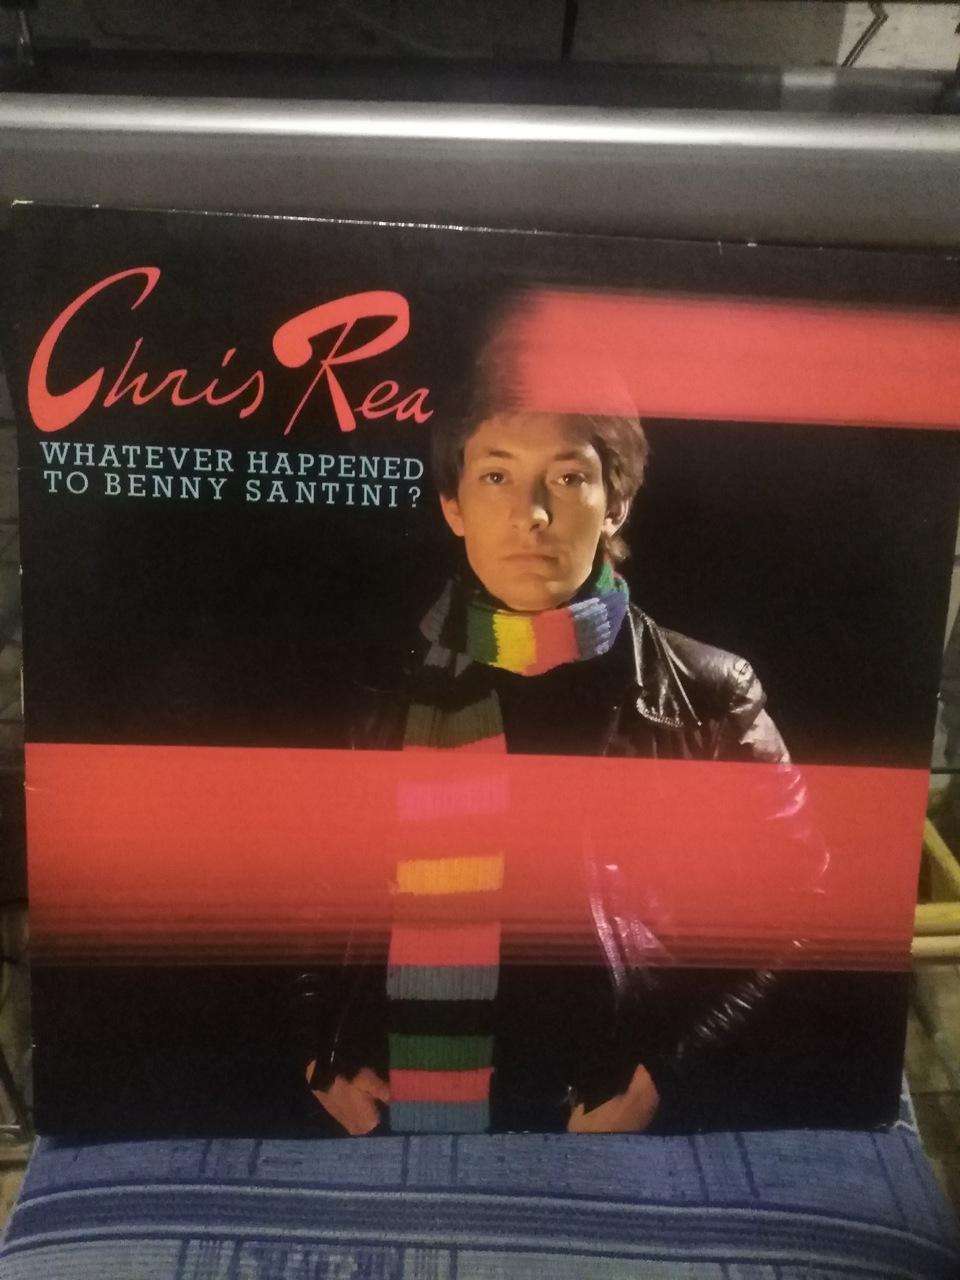 Chris Rea
WHATEVER HAPPENED
TO BENNY SANTINI?